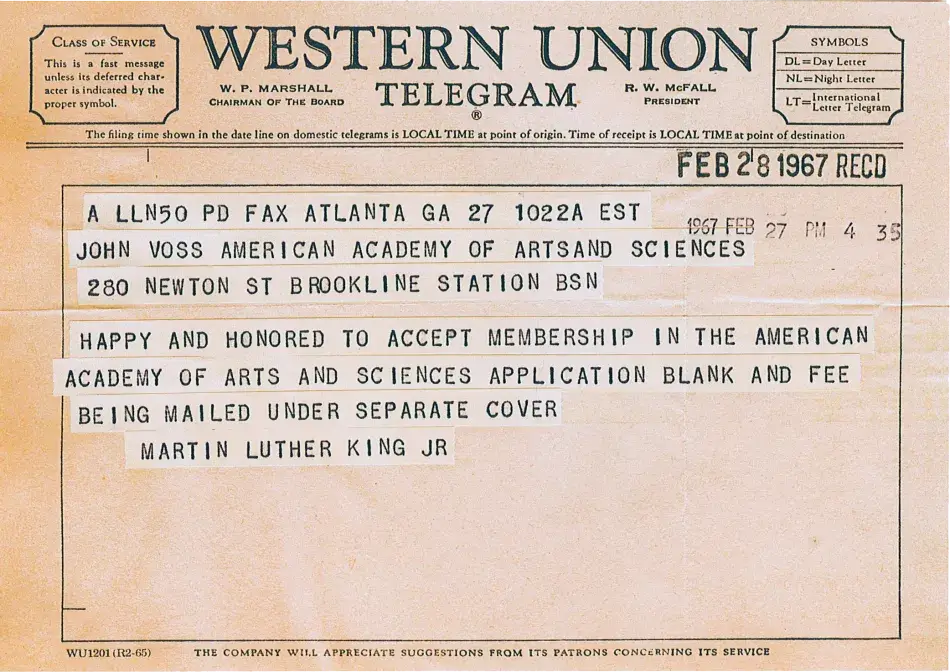 CLASS OF SERVICE
This is a fast message
unless its deferred char-
acter is indicated by the
proper symbol.
WESTERN UNION
TELEGRAM
®
W. P. MARSHALL
CHAIRMAN OF THE BOARD
R. W. McFALL
PRESIDENT
SYMBOLS
DL=Day Letter
NL=Night Letter
LT=International Letter Telegram
The filing time shown in the date line on domestic telegrams is LOCAL TIME at point of origin. Time of receipt is LOCAL TIME at point of destination
FEB 28 1967 RECD
A LLN50 PD FAX ATLANTA GA 27 1022A EST
1967 FEB 27 PM 4 35
JOHN VOSS AMERICAN ACADEMY OF ARTSAND SCIENCES
280 NEWTON ST BROOKLINE STATION BSN
HAPPY AND HONORED TO ACCEPT MEMBERSHIP IN THE AMERICAN
ACADEMY OF ARTS AND SCIENCES APPLICATION BLANK AND FEE
BEING MAILED UNDER SEPARATE COVER
MARTIN LUTHER KING JR
WU1201 (R2-65)
THE COMPANY WILL APPRECIATE SUGGESTIONS FROM ITS PATRONS CONCERNING ITS SERVICE